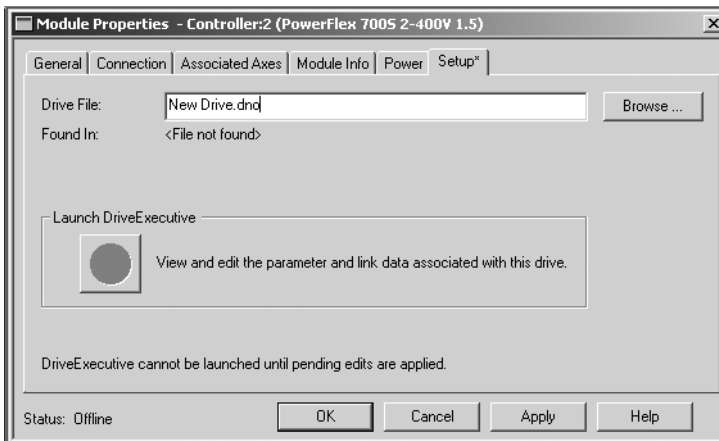 Module Properties - Controller:2 (PowerFlex 700S 2-400V 1.5)
General Connection Associated Axes Module Info Power Setup*
Drive File: New Drive.dno Browse ...
Found In: <File not found>
Launch DriveExecutive
View and edit the parameter and link data associated with this drive.
DriveExecutive cannot be launched until pending edits are applied.
Status: Offline OK Cancel Apply Help